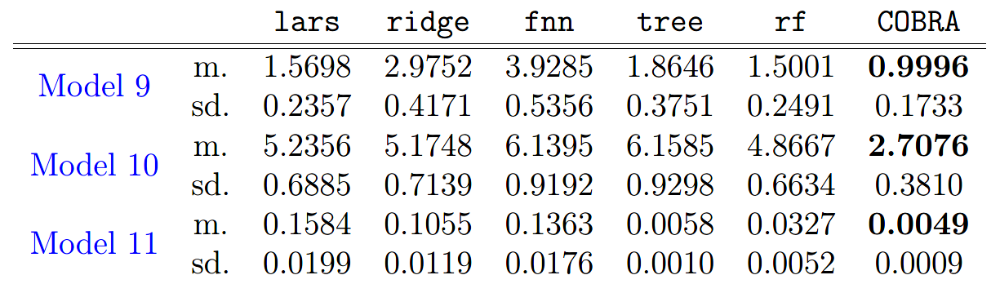 lars ridge fnn tree rf COBRA
Model 9 m. 1.5698 2.9752 3.9285 1.8646 1.5001 0.9996
sd. 0.2357 0.4171 0.5356 0.3751 0.2491 0.1733
Model 10 m. 5.2356 5.1748 6.1395 6.1585 4.8667 2.7076
sd. 0.6885 0.7139 0.9192 0.9298 0.6634 0.3810
Model 11 m. 0.1584 0.1055 0.1363 0.0058 0.0327 0.0049
sd. 0.0199 0.0119 0.0176 0.0010 0.0052 0.0009